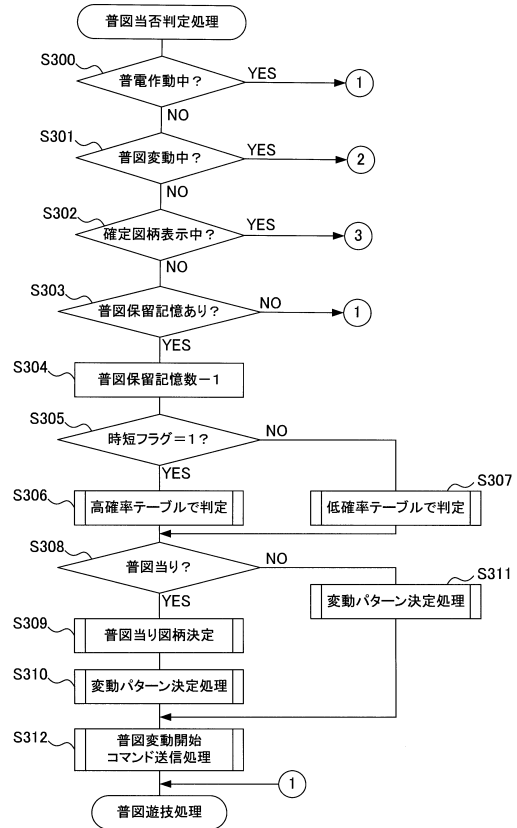 普図当否判定処理
S300
普電作動中？
YES
1
NO
S301
普図変動中？
YES
2
NO
S302
確定図柄表示中？
YES
3
NO
S303
普図保留記憶あり？
NO
1
YES
S304
普図保留記憶数－1
S305
時短フラグ＝1？
NO
YES
S306
高確率テーブルで判定
S307
低確率テーブルで判定
S308
普図当り？
NO
YES
S311
変動パターン決定処理
S309
普図当り図柄決定
S310
変動パターン決定処理
S312
普図変動開始
コマンド送信処理
1
普図遊技処理